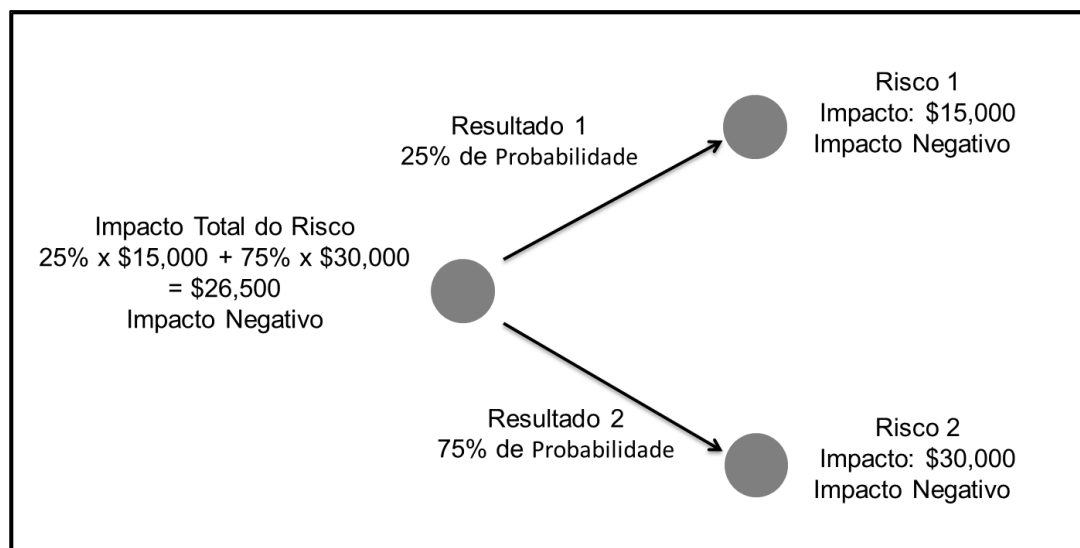 Risco 1
Impacto: $15,000
Impacto Negativo
Resultado 1
25% de Probabilidade
Impacto Total do Risco
25% x $15,000 + 75% x $30,000
= $26,500
Impacto Negativo
Resultado 2
75% de Probabilidade
Risco 2
Impacto: $30,000
Impacto Negativo